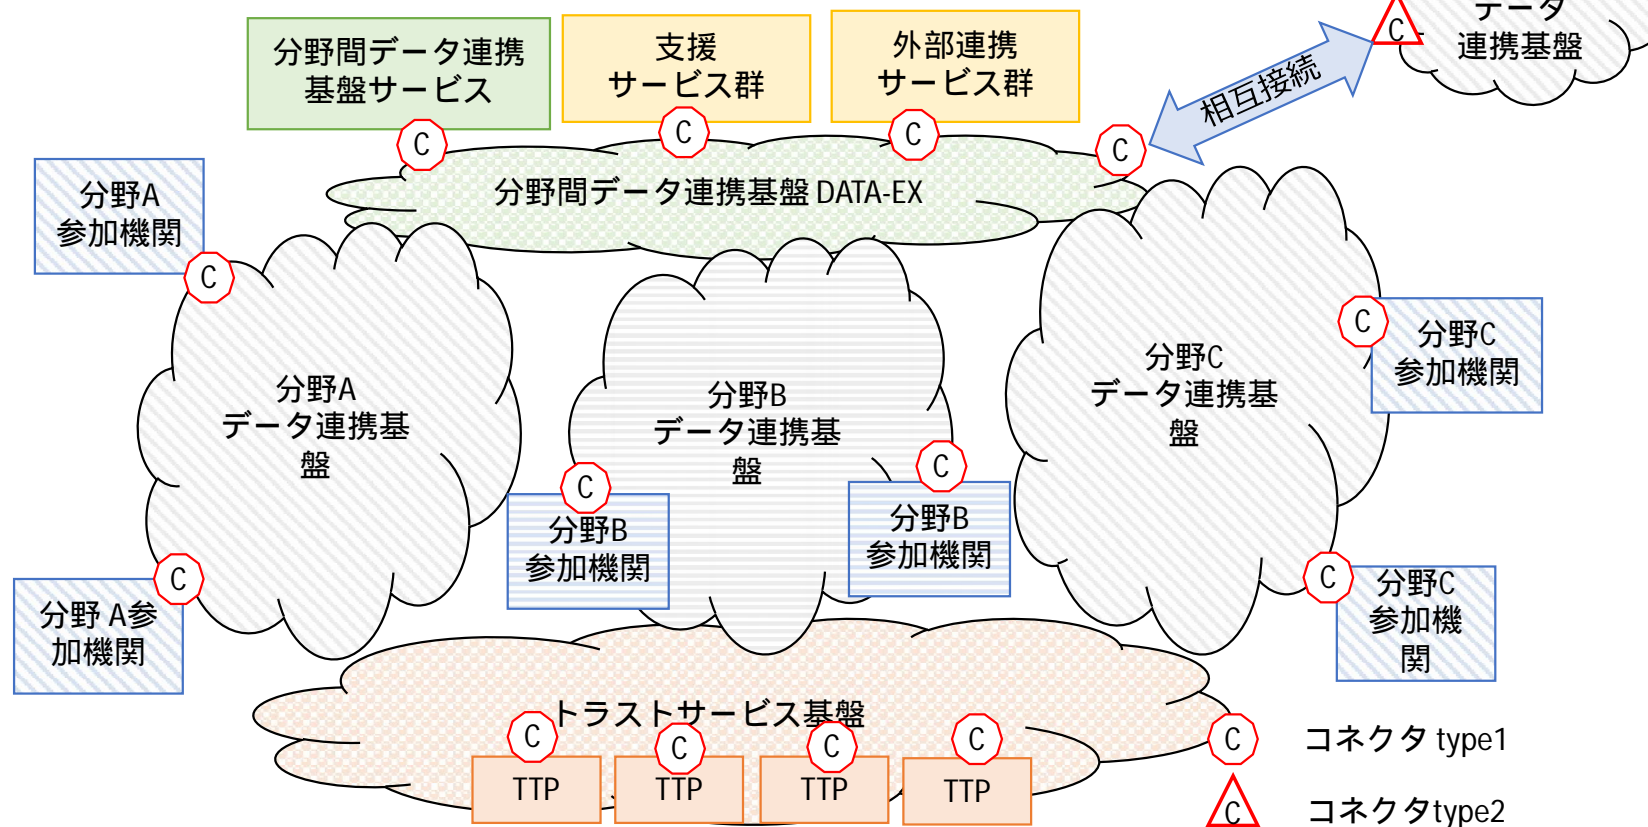 データ
連携基盤
C
分野間データ連携
基盤サービス
支援
サービス群
外部連携
サービス群
相互接続
C
C
C
C
分野間データ連携基盤 DATA-EX
分野A
参加機関
C
分野A
データ連携基
盤
分野B
データ連携基
盤
分野C
データ連携基
盤
C
分野C
参加機関
C
分野B
参加機関
C
分野B
参加機関
C
分野 A参
加機関
C
分野C
参加機
関
トラストサービス基盤
C
C
C
C
TTP
TTP
TTP
TTP
C
コネクタ type1
C
コネクタtype2